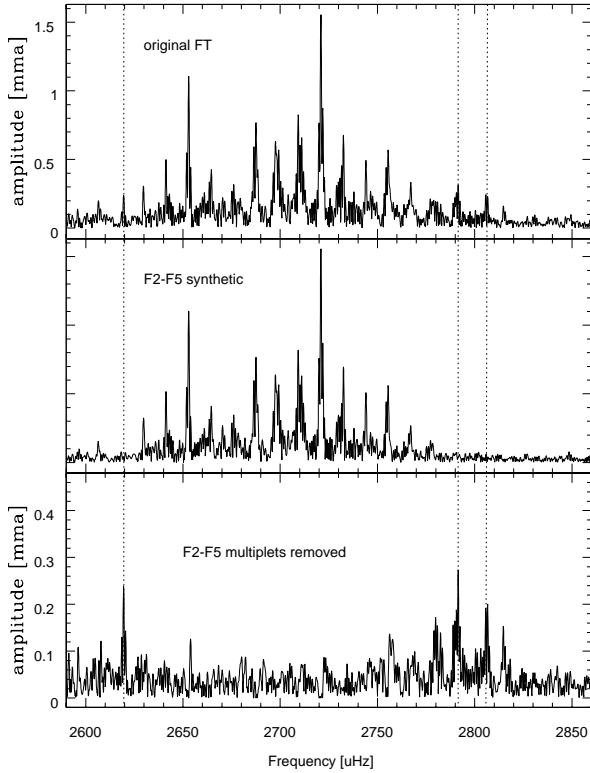 1.5
original FT
1
0.5
0
amplitude [mma]
F2-F5 synthetic
0.4
F2-F5 multiplets removed
0.3
0.2
0.1
0
amplitude [mma]
2600 2650 2700 2750 2800 2850
Frequency [uHz]